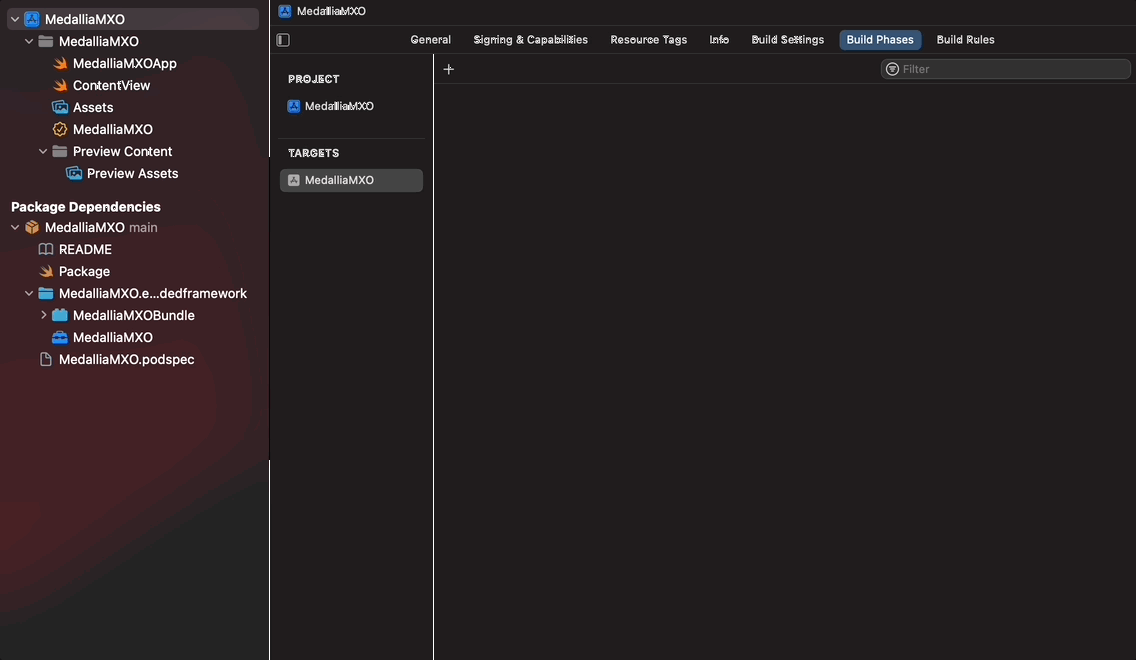 MedalliaMXO
MedalliaMXO
MedalliaMXOApp
ContentView
Assets
MedalliaMXO
Preview Content
Preview Assets
Package Dependencies
MedalliaMXO main
README
Package
MedalliaMXO.e...dedframework
MedalliaMXOBundle
MedalliaMXO
MedalliaMXO.podspec
MedalliaMXO
General Signing & Capabilities Resource Tags Info Build Settings Build Phases Build Rules
Filter
PROJECT
MedalliaMXO
TARGETS
MedalliaMXO